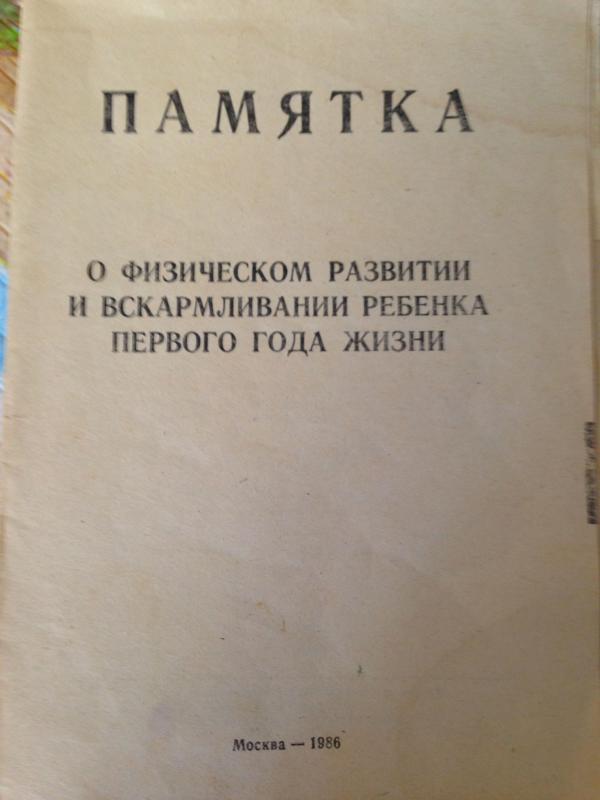 ПАМЯТКА
О ФИЗИЧЕСКОМ РАЗВИТИИ
И ВСКАРМЛИВАНИИ РЕБЕНКА
ПЕРВОГО ГОДА ЖИЗНИ
Москва — 1986